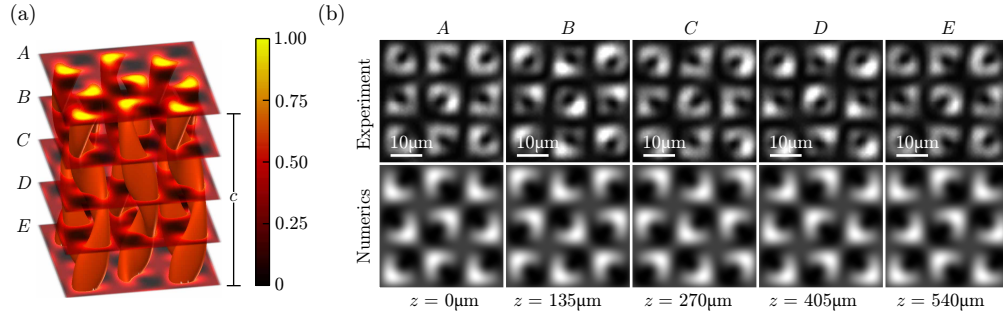 (a)
A
B
C
D
E
c
1.00
0.75
0.50
0.25
0
(b)
A B C D E
Experiment
10μm 10μm 10μm 10μm 10μm
Numerics
z = 0μm z = 135μm z = 270μm z = 405μm z = 540μm